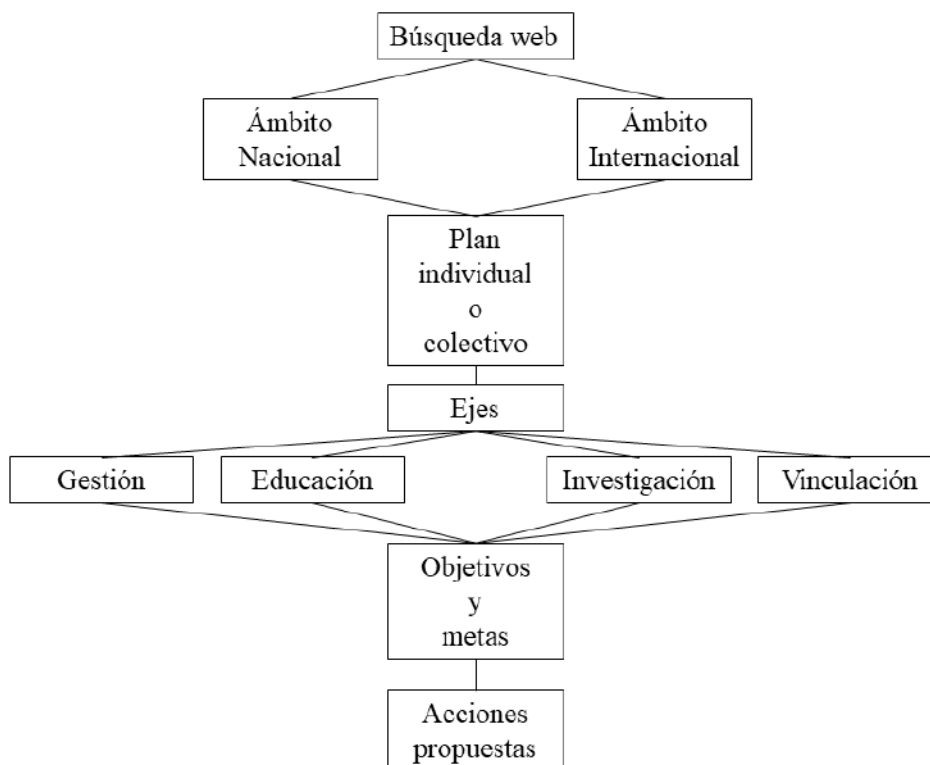 Búsqueda web
Ámbito
Nacional
Ámbito
Internacional
Plan
individual
o
colectivo
Ejes
Gestión
Educación
Investigación
Vinculación
Objetivos
y
metas
Acciones
propuestas